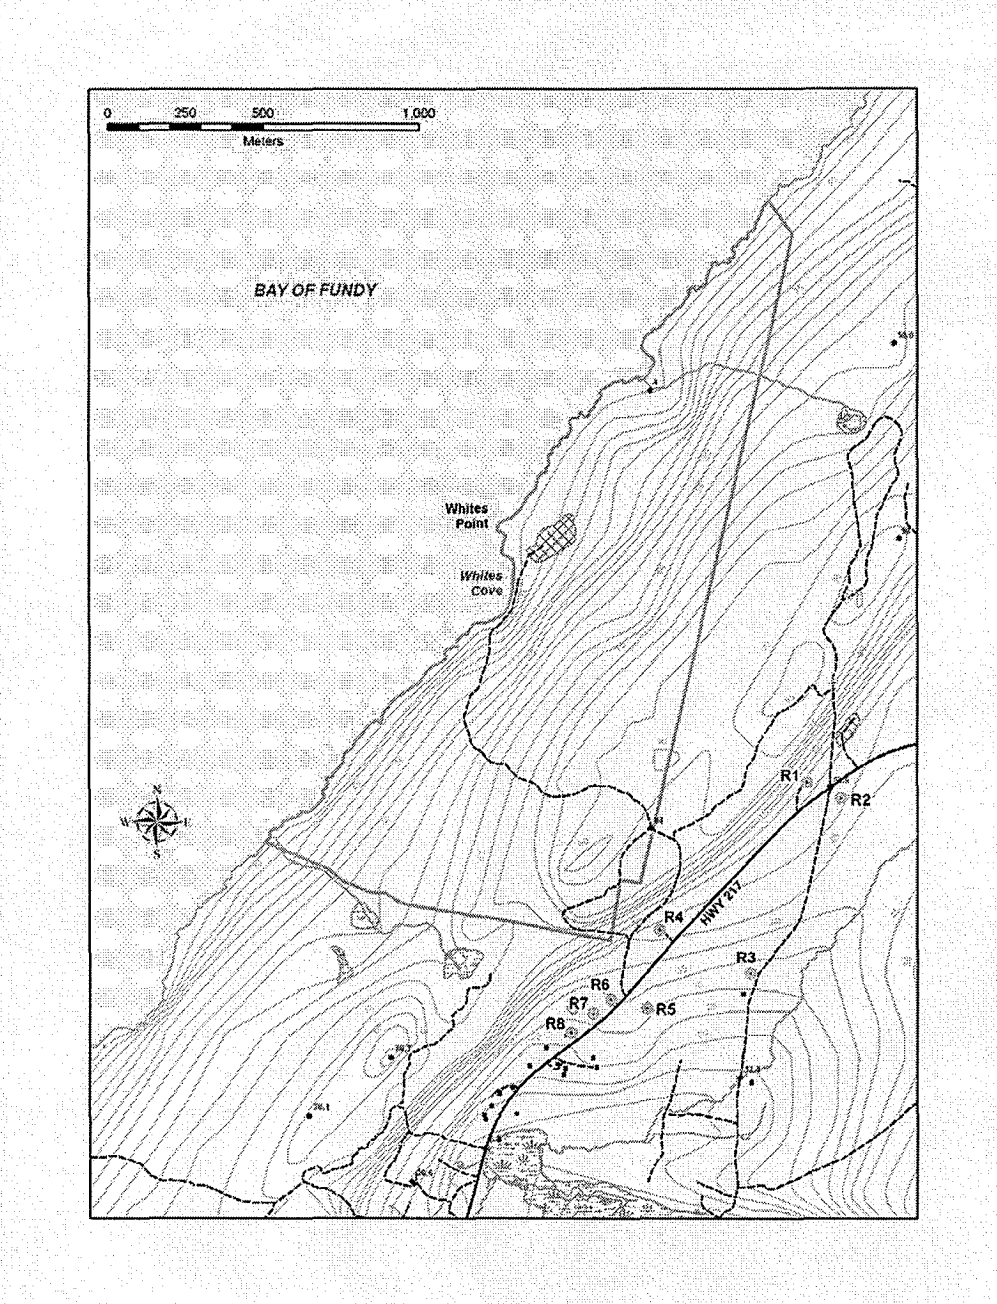 0 250 500 1,000
Meters
BAY OF FUNDY
Whites
Point
Whites
Cove
N
W E
S
R1
R2
HWY 217
R4
R3
R6
R7
R5
R8